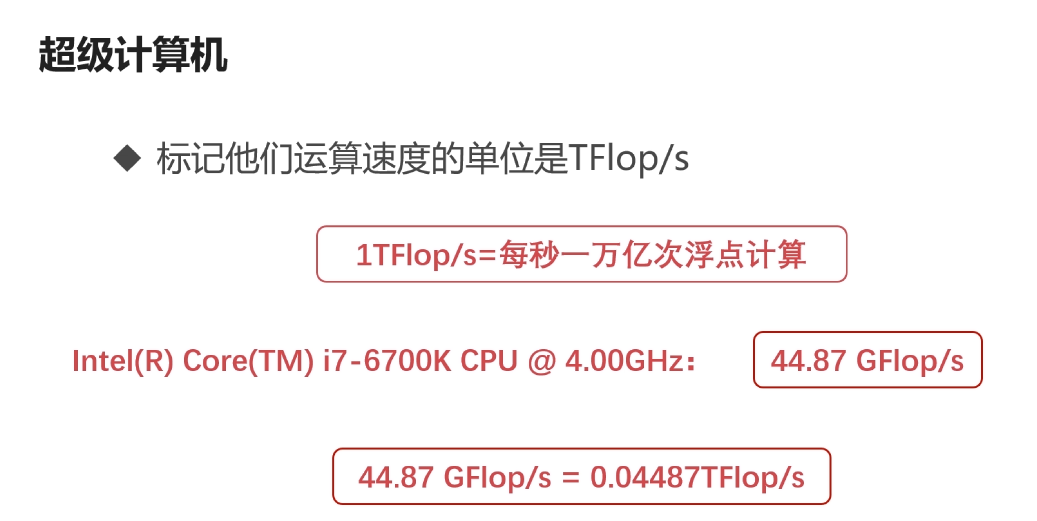 超级计算机
◆ 标记他们运算速度的单位是TFlop/s
1TFlop/s=每秒一万亿次浮点计算
Intel(R) Core(TM) i7-6700K CPU @ 4.00GHz： 44.87 GFlop/s
44.87 GFlop/s = 0.04487TFlop/s